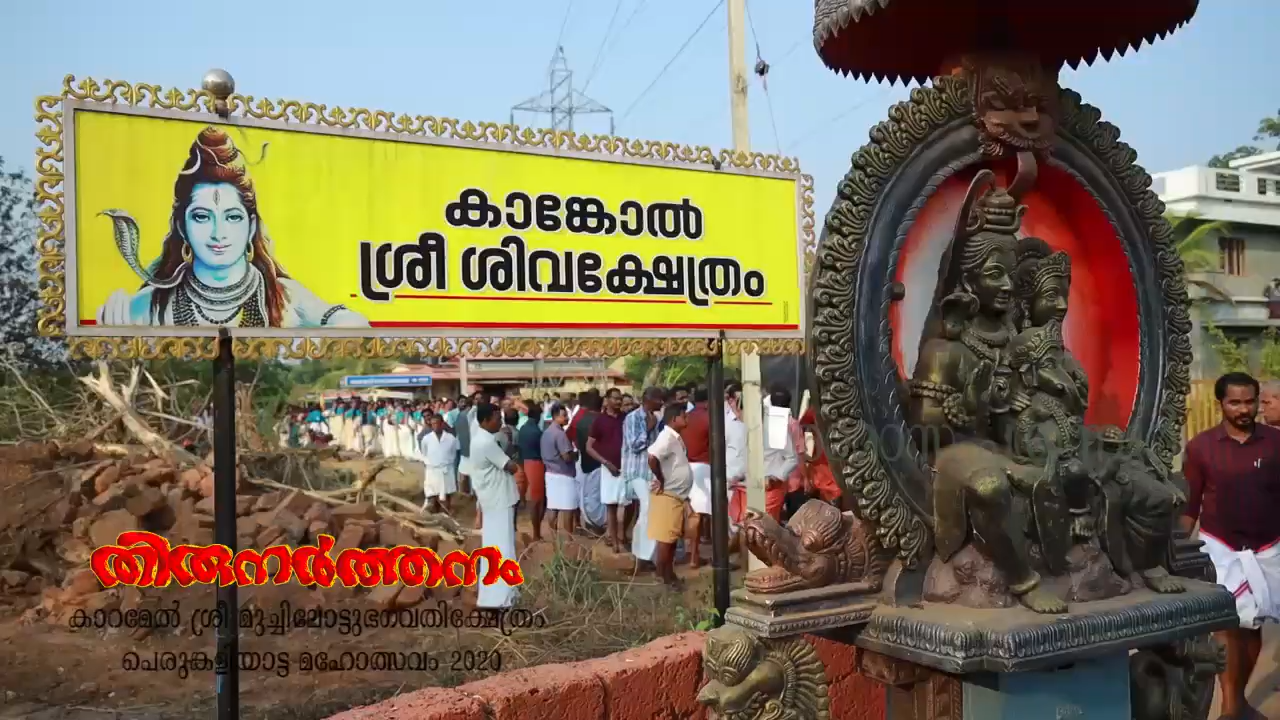 കാങ്കോൽ
ശ്രീ ശിവക്ഷേത്രം
തിരുനർത്തനം
കാറമേൽ ശ്രീ മുച്ചിലോട്ടുഭഗവതിക്ഷേത്രം
പെരുങ്കളിയാട്ട മഹോത്സവം 2020